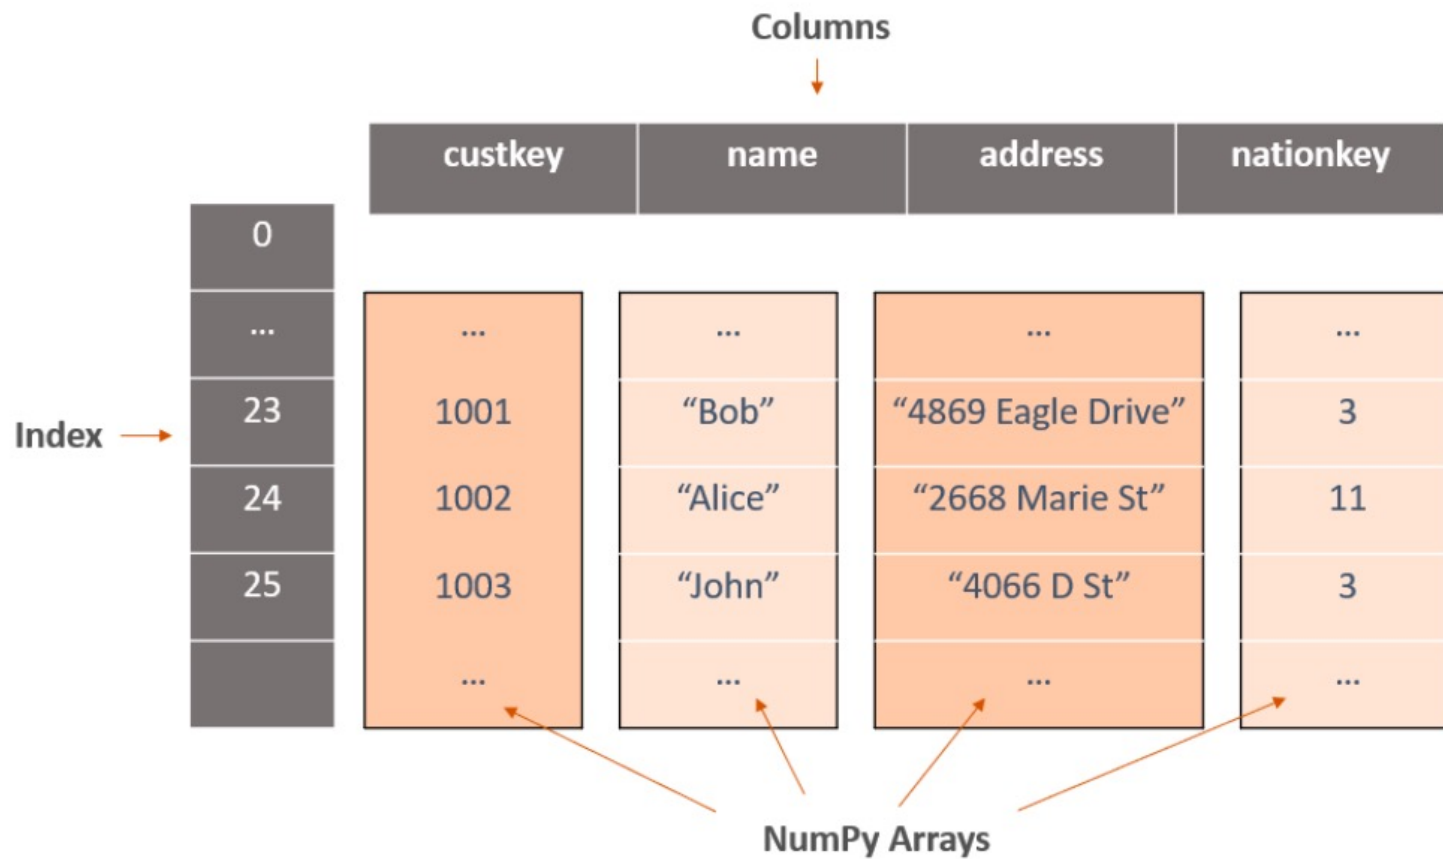 Columns
custkey name address nationkey
0
... ... ... ... ...
23 1001 “Bob” “4869 Eagle Drive” 3
Index
24 1002 “Alice” “2668 Marie St” 11
25 1003 “John” “4066 D St” 3
... ... ... ...
NumPy Arrays